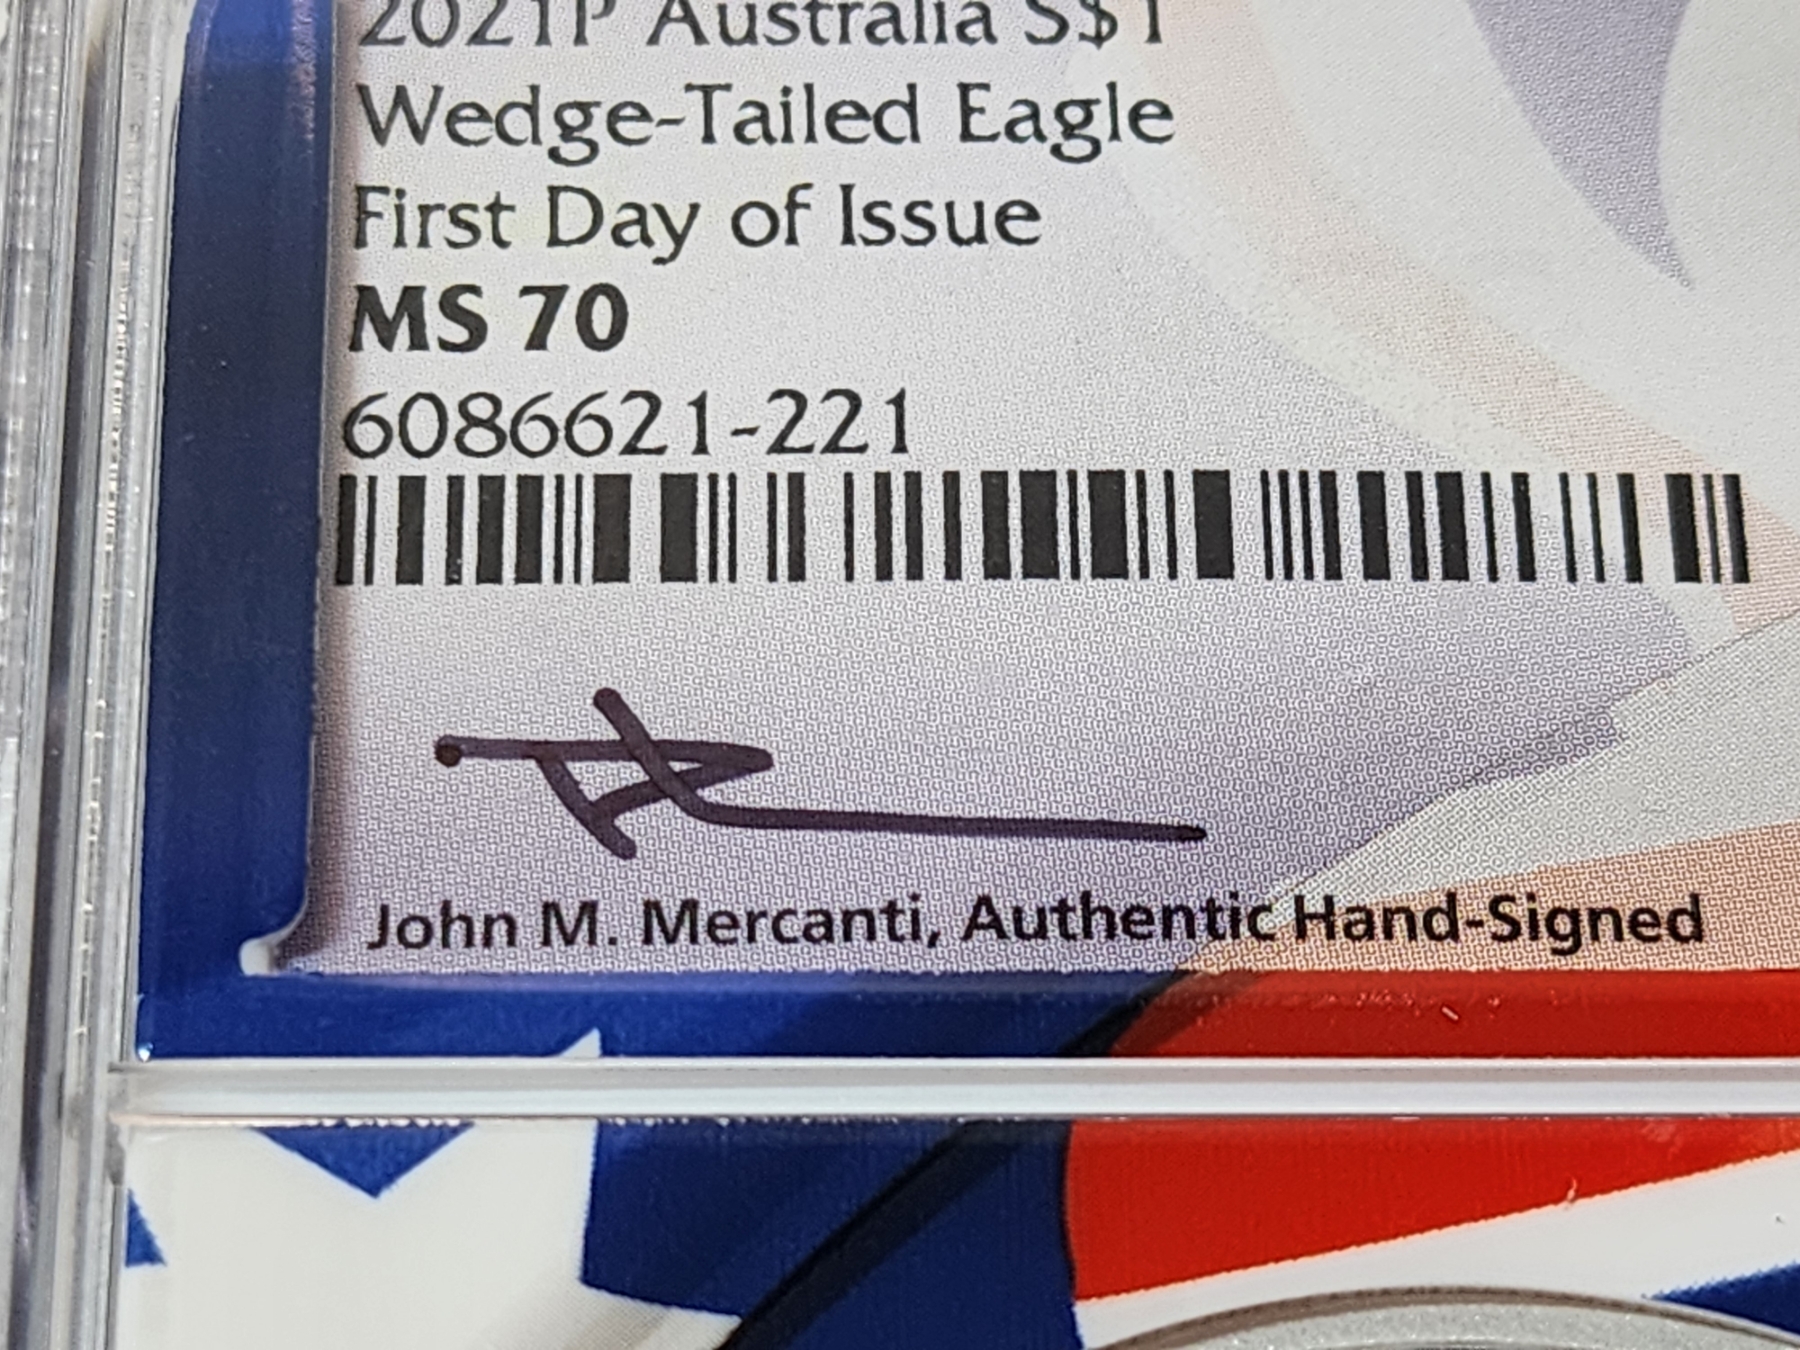 2021P Australia S$1
Wedge-Tailed Eagle
First Day of Issue
MS 70
6086621-221
John M. Mercanti, Authentic Hand-Signed